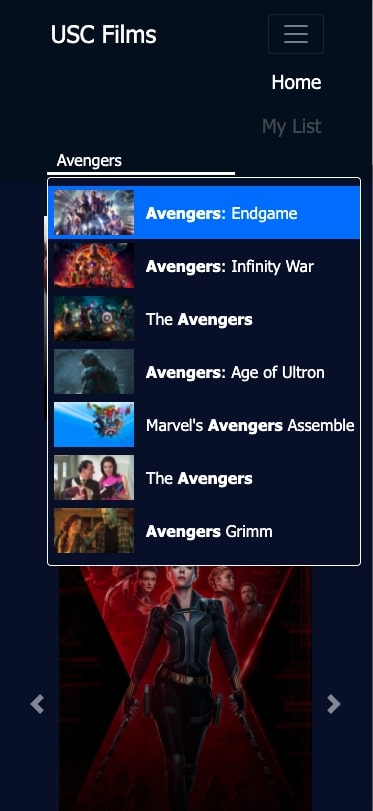 USC Films
Home
My List
Avengers
Avengers: Endgame
Avengers: Infinity War
The Avengers
Avengers: Age of Ultron
Marvel's Avengers Assemble
The Avengers
Avengers Grimm